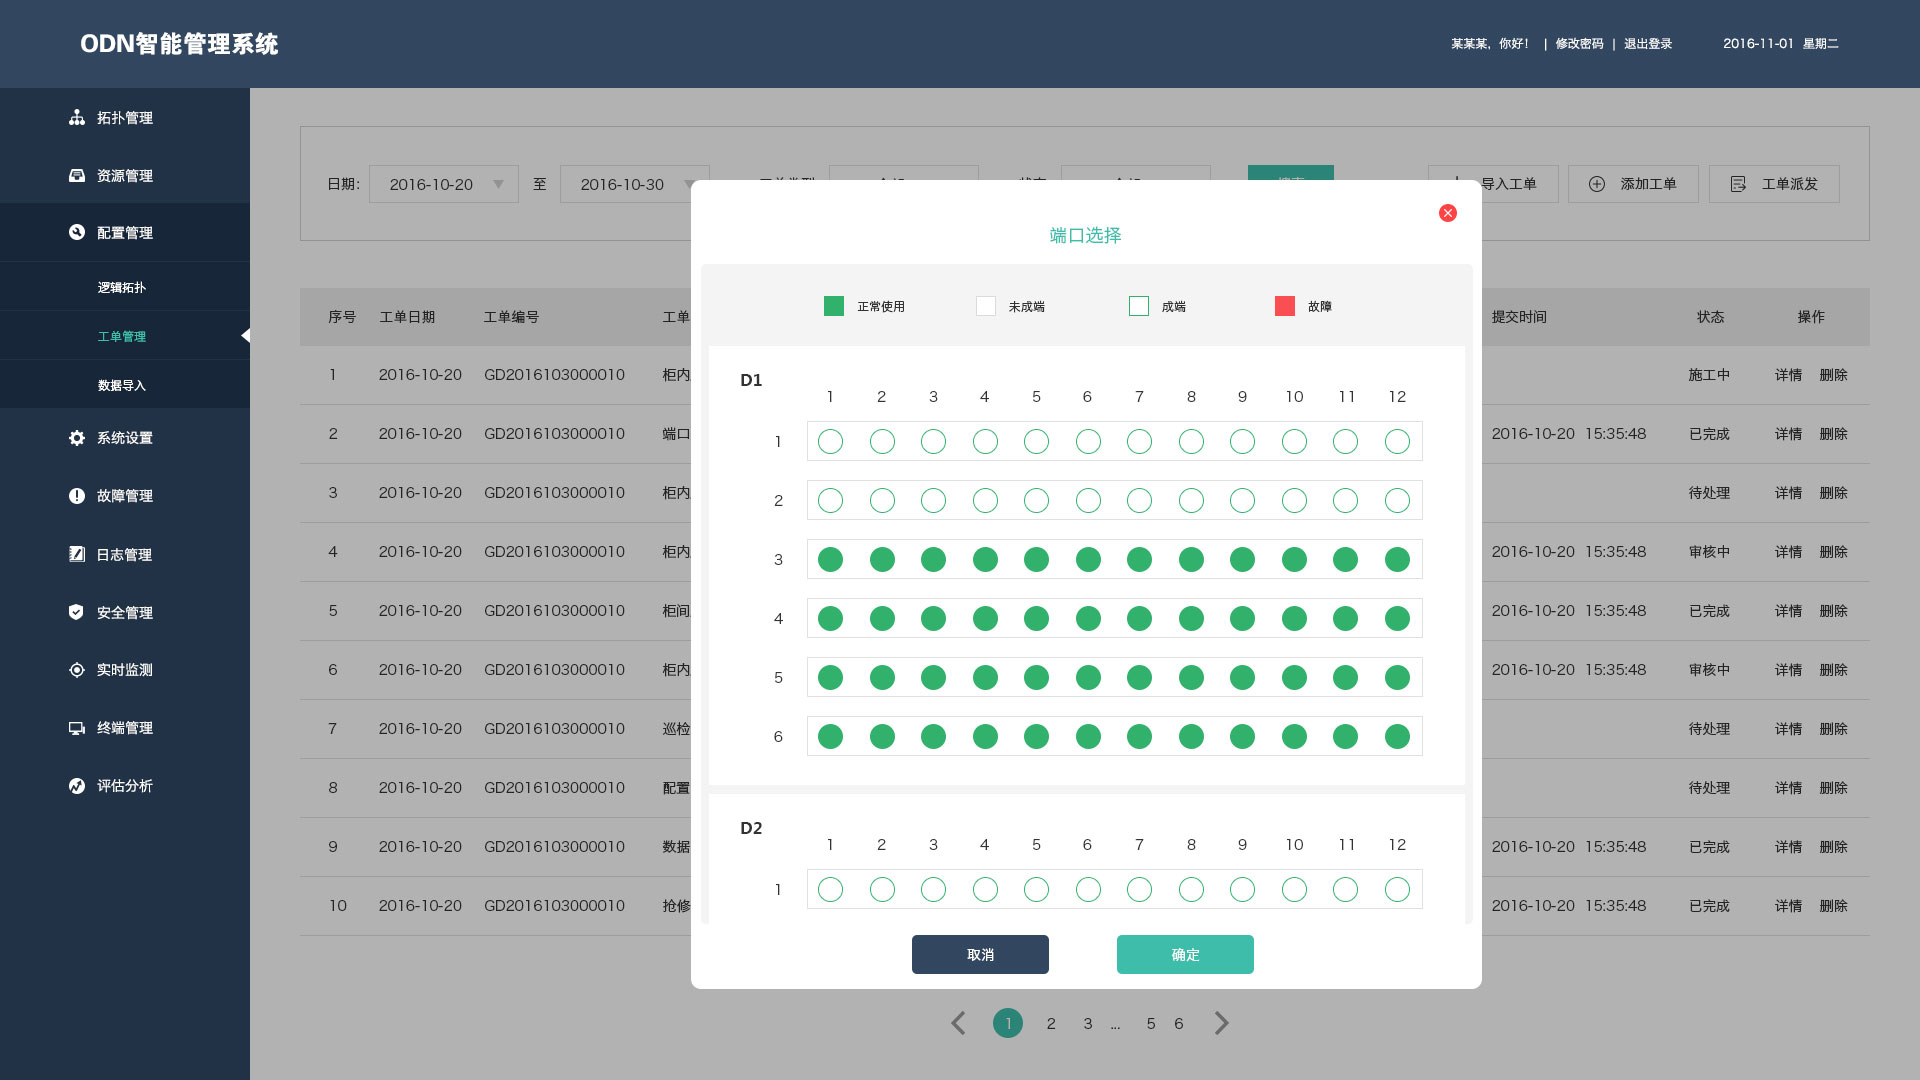 ODN智能管理系统
某某某，你好！ | 修改密码 | 退出登录 2016-11-01 星期二
拓扑管理
资源管理
配置管理
逻辑拓扑
工单管理
数据导入
系统设置
故障管理
日志管理
安全管理
实时监测
终端管理
评估分析
日期： 2016-10-20 至 2016-10-30
导入工单 添加工单 工单派发
序号 工单日期 工单编号 工单 提交时间 状态 操作
1 2016-10-20 GD2016103000010 柜内 施工中 详情 删除
2 2016-10-20 GD2016103000010 端口 2016-10-20 15:35:48 已完成 详情 删除
3 2016-10-20 GD2016103000010 柜内 待处理 详情 删除
4 2016-10-20 GD2016103000010 柜内 2016-10-20 15:35:48 审核中 详情 删除
5 2016-10-20 GD2016103000010 柜间 2016-10-20 15:35:48 已完成 详情 删除
6 2016-10-20 GD2016103000010 柜内 2016-10-20 15:35:48 审核中 详情 删除
7 2016-10-20 GD2016103000010 巡检 待处理 详情 删除
8 2016-10-20 GD2016103000010 配置 待处理 详情 删除
9 2016-10-20 GD2016103000010 数据 2016-10-20 15:35:48 已完成 详情 删除
10 2016-10-20 GD2016103000010 抢修 2016-10-20 15:35:48 已完成 详情 删除
端口选择
正常使用 未成端 成端 故障
D1
1 2 3 4 5 6 7 8 9 10 11 12
1
2
3
4
5
6
D2
1 2 3 4 5 6 7 8 9 10 11 12
1
取消 确定
1 2 3 ... 5 6